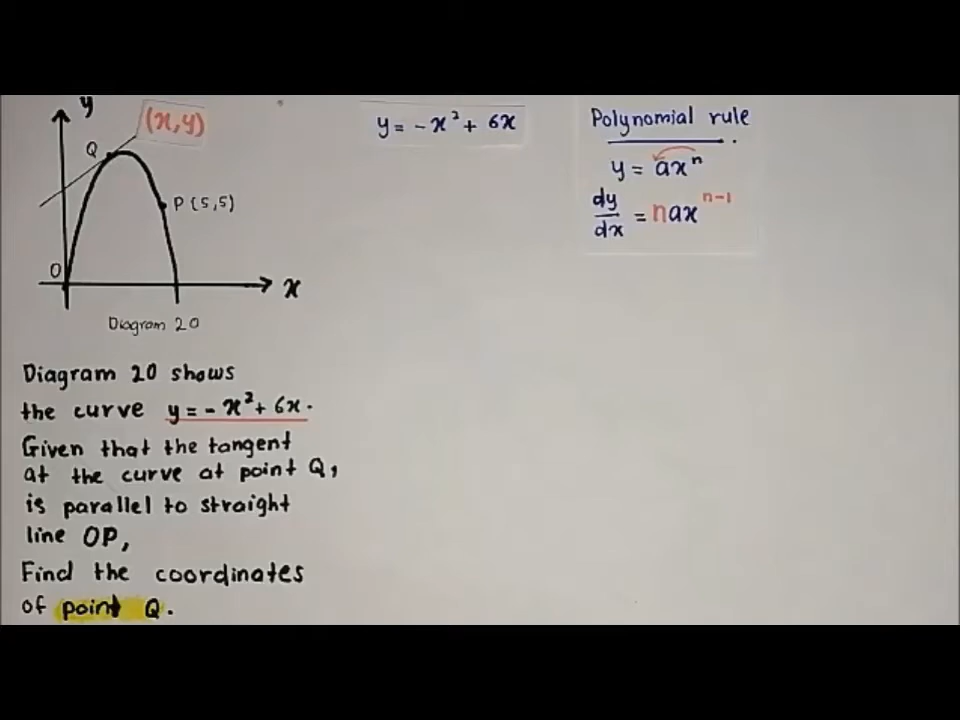 y
(x,y)
Q
P (5,5)
O
x
Diagram 20
y = -x² + 6x
Polynomial rule
y = axⁿ
dy/dx = naxⁿ⁻¹
Diagram 20 shows
the curve y = -x² + 6x.
Given that the tangent
at the curve at point Q,
is parallel to straight
line OP,
Find the coordinates
of point Q.